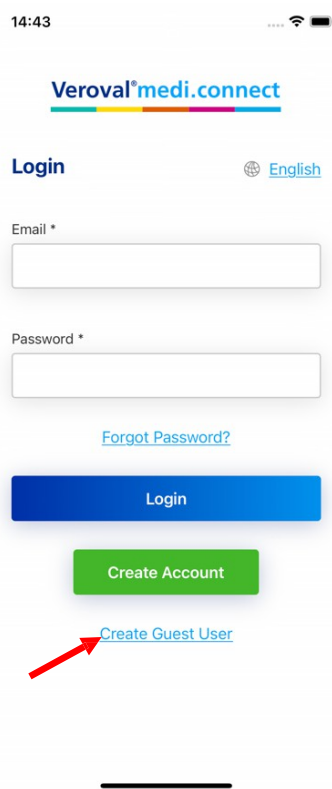 14:43
Veroval®medi.connect
Login
English
Email *
Password *
Forgot Password?
Login
Create Account
Create Guest User